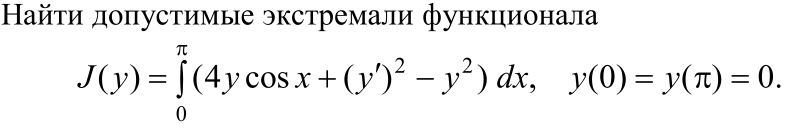 Найти допустимые экстремали функционала
J(y) = ∫₀^π (4y cos x + (y′)² − y²) dx, y(0) = y(π) = 0.